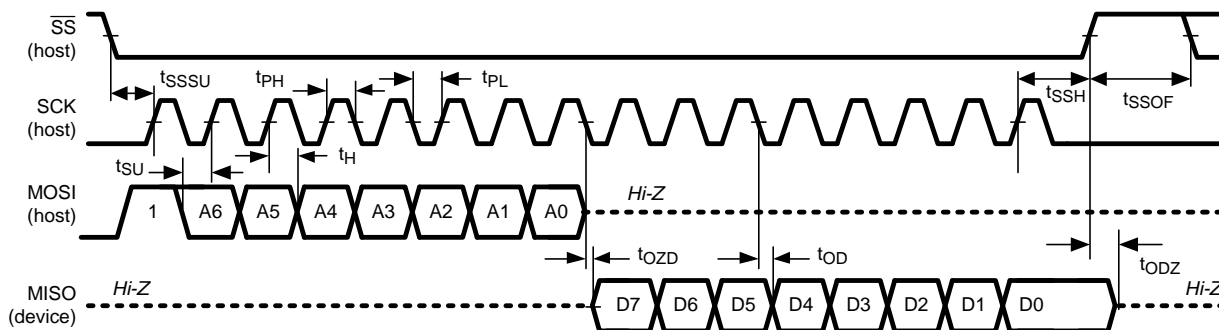 SS
(host)
tSSSU
tPH
tPL
tSSH
tSSOF
SCK
(host)
tSU
tH
MOSI
(host)
1 A6 A5 A4 A3 A2 A1 A0
Hi-Z
tOZD
tOD
tODZ
MISO
(device)
Hi-Z
D7 D6 D5 D4 D3 D2 D1 D0
Hi-Z